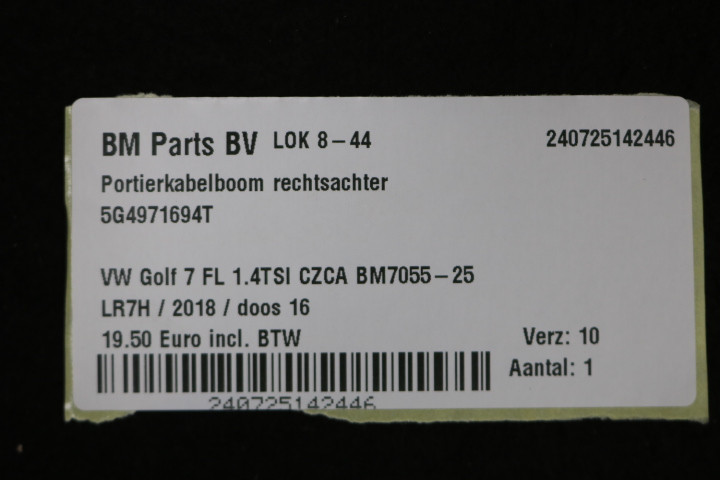 BM Parts BV LOK 8-44 240725142446
Portierkabelboom rechtsachter
5G4971694T
VW Golf 7 FL 1.4TSI CZCA BM7055-25
LR7H / 2018 / doos 16
19.50 Euro incl. BTW Verz: 10
Aantal: 1
240725142446